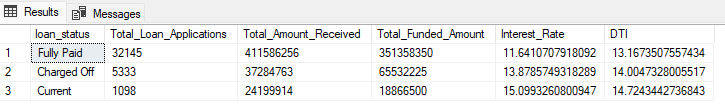 Results Messages
loan_status Total_Loan_Applications Total_Amount_Received Total_Funded_Amount Interest_Rate DTI
1 Fully Paid 32145 411586256 351358350 11.6410707918092 13.1673507557434
2 Charged Off 5333 37284763 65532225 13.8785749318289 14.0047328005517
3 Current 1098 24199914 18866500 15.0993260800947 14.7243442736843